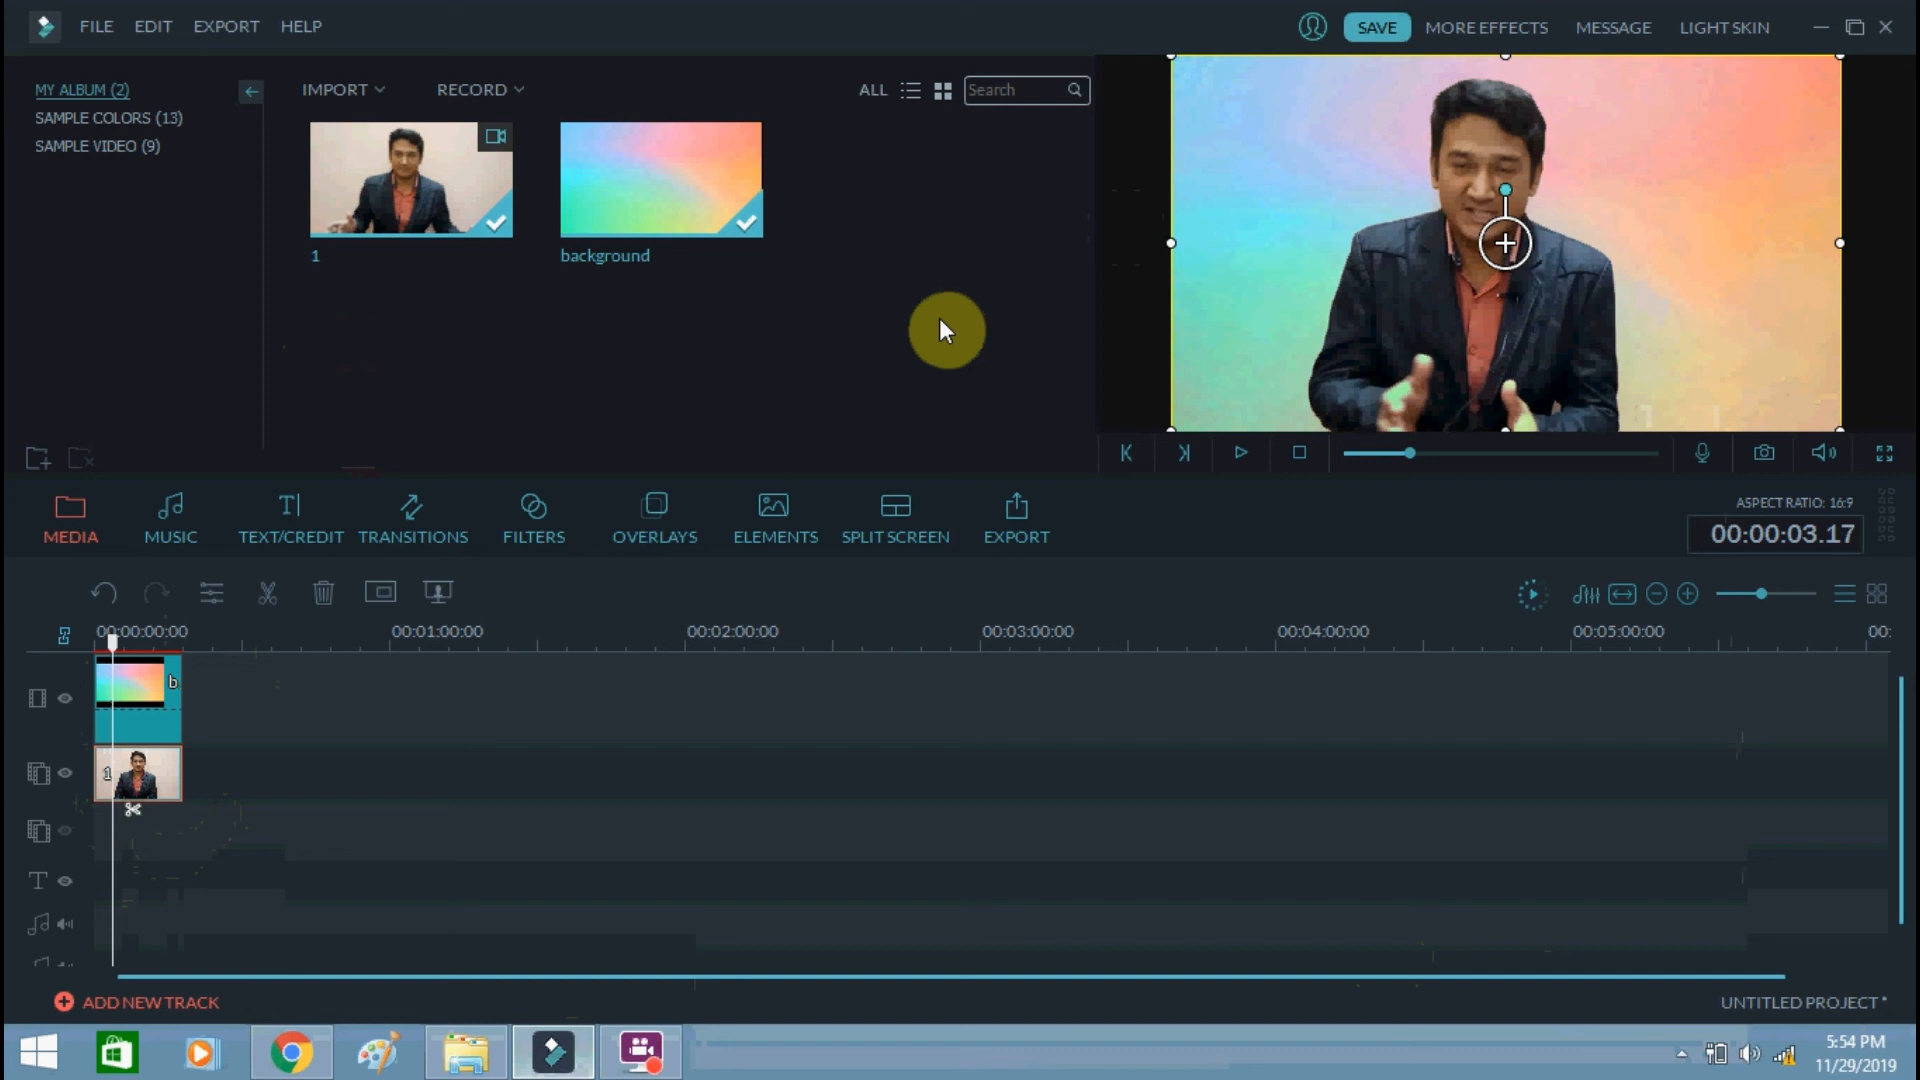 FILE EDIT EXPORT HELP
SAVE MORE EFFECTS MESSAGE LIGHT SKIN
MY ALBUM (2)
SAMPLE COLORS (13)
SAMPLE VIDEO (9)
IMPORT RECORD ALL Search
1 background
MEDIA MUSIC TEXT/CREDIT TRANSITIONS FILTERS OVERLAYS ELEMENTS SPLIT SCREEN EXPORT
ASPECT RATIO: 16:9
00:00:03.17
00:00:00:00 00:01:00:00 00:02:00:00 00:03:00:00 00:04:00:00 00:05:00:00 00:
b
1
ADD NEW TRACK
UNTITLED PROJECT *
5:54 PM
11/29/2019